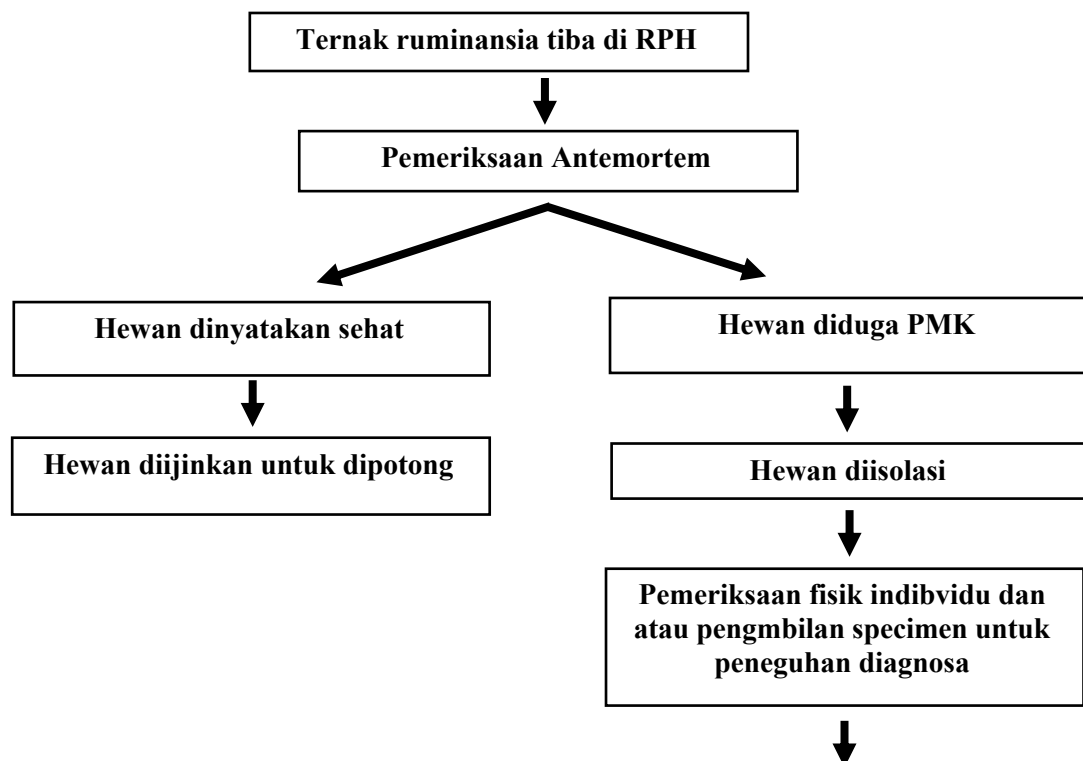 Ternak ruminansia tiba di RPH
Pemeriksaan Antemortem
Hewan dinyatakan sehat
Hewan diduga PMK
Hewan diijinkan untuk dipotong
Hewan diisolasi
Pemeriksaan fisik indibvidu dan
atau pengmbilan specimen untuk
peneguhan diagnosa